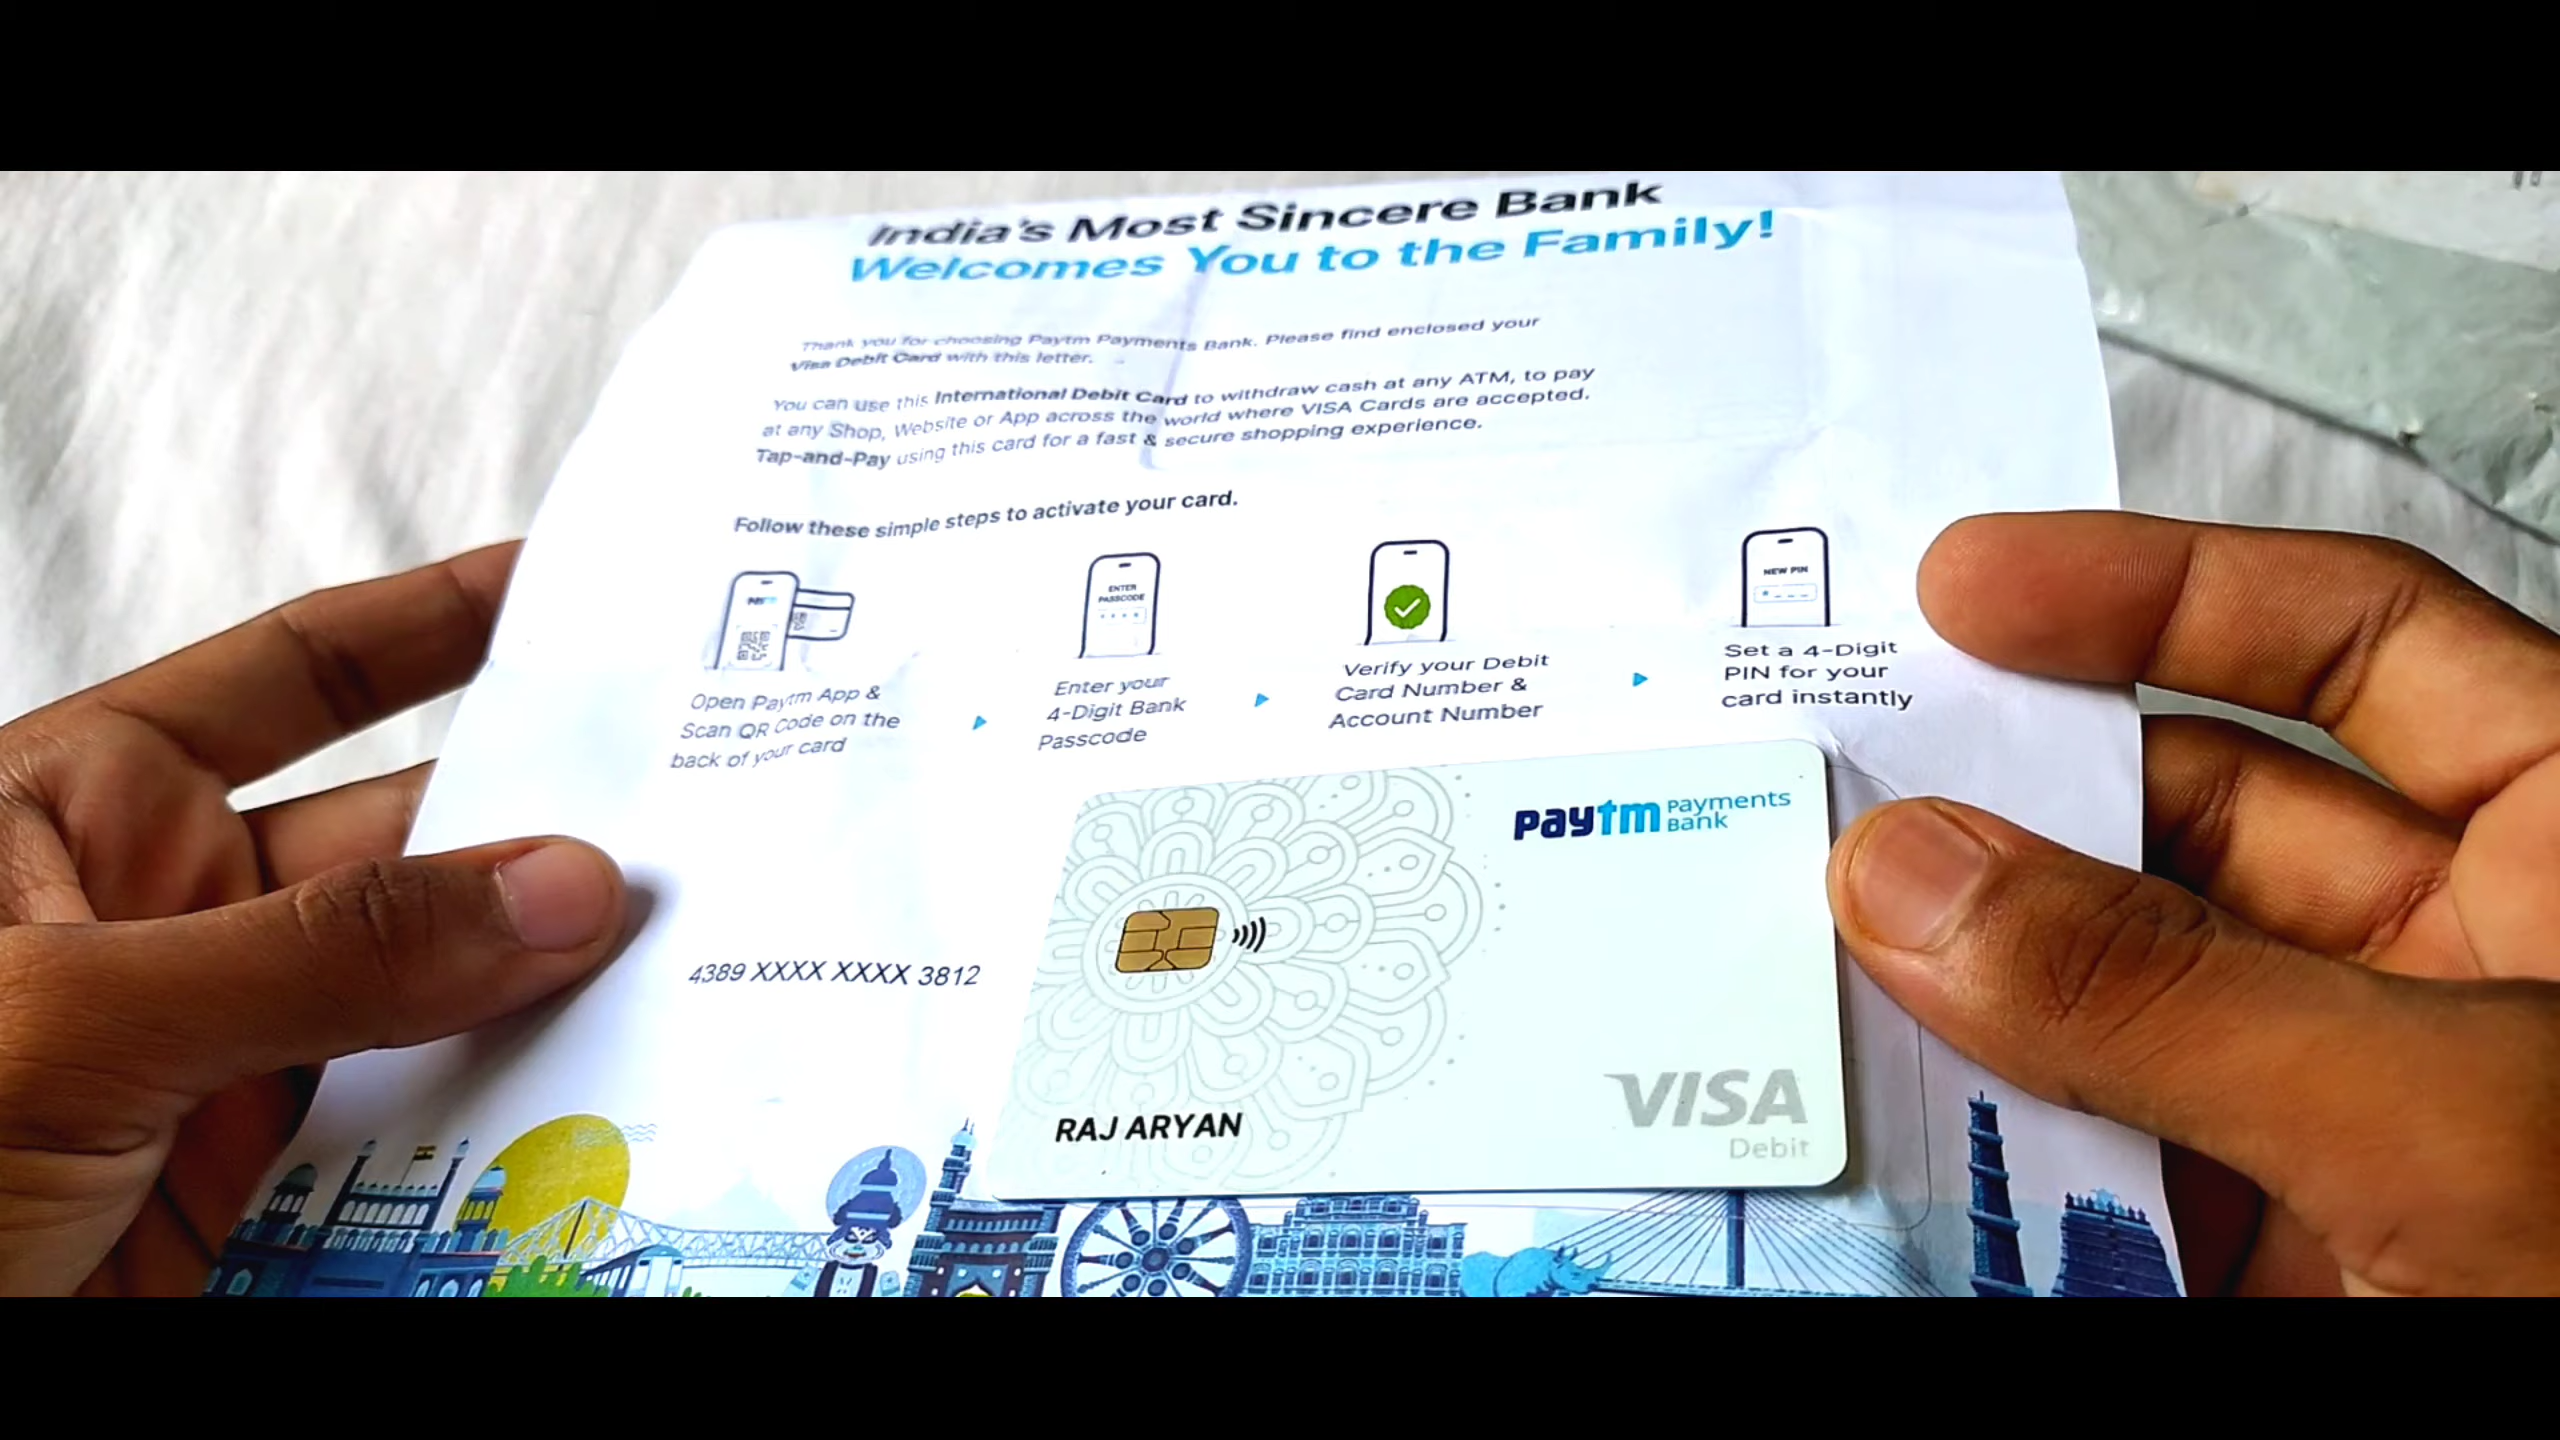 India's Most Sincere Bank
Welcomes You to the Family!
Thank you for choosing Paytm Payments Bank. Please find enclosed your
Visa Debit Card with this letter.
You can use this International Debit Card to withdraw cash at any ATM, to pay
at any Shop, Website or App across the world where VISA Cards are accepted.
Tap-and-Pay using this card for a fast & secure shopping experience.
Follow these simple steps to activate your card.
Paytm
Open Paytm App &
Scan QR Code on the
back of your card
ENTER
PASSCODE
Enter your
4-Digit Bank
Passcode
Verify your Debit
Card Number &
Account Number
NEW PIN
Set a 4-Digit
PIN for your
card instantly
paytm Payments
Bank
4389 XXXX XXXX 3812
RAJ ARYAN
VISA
Debit